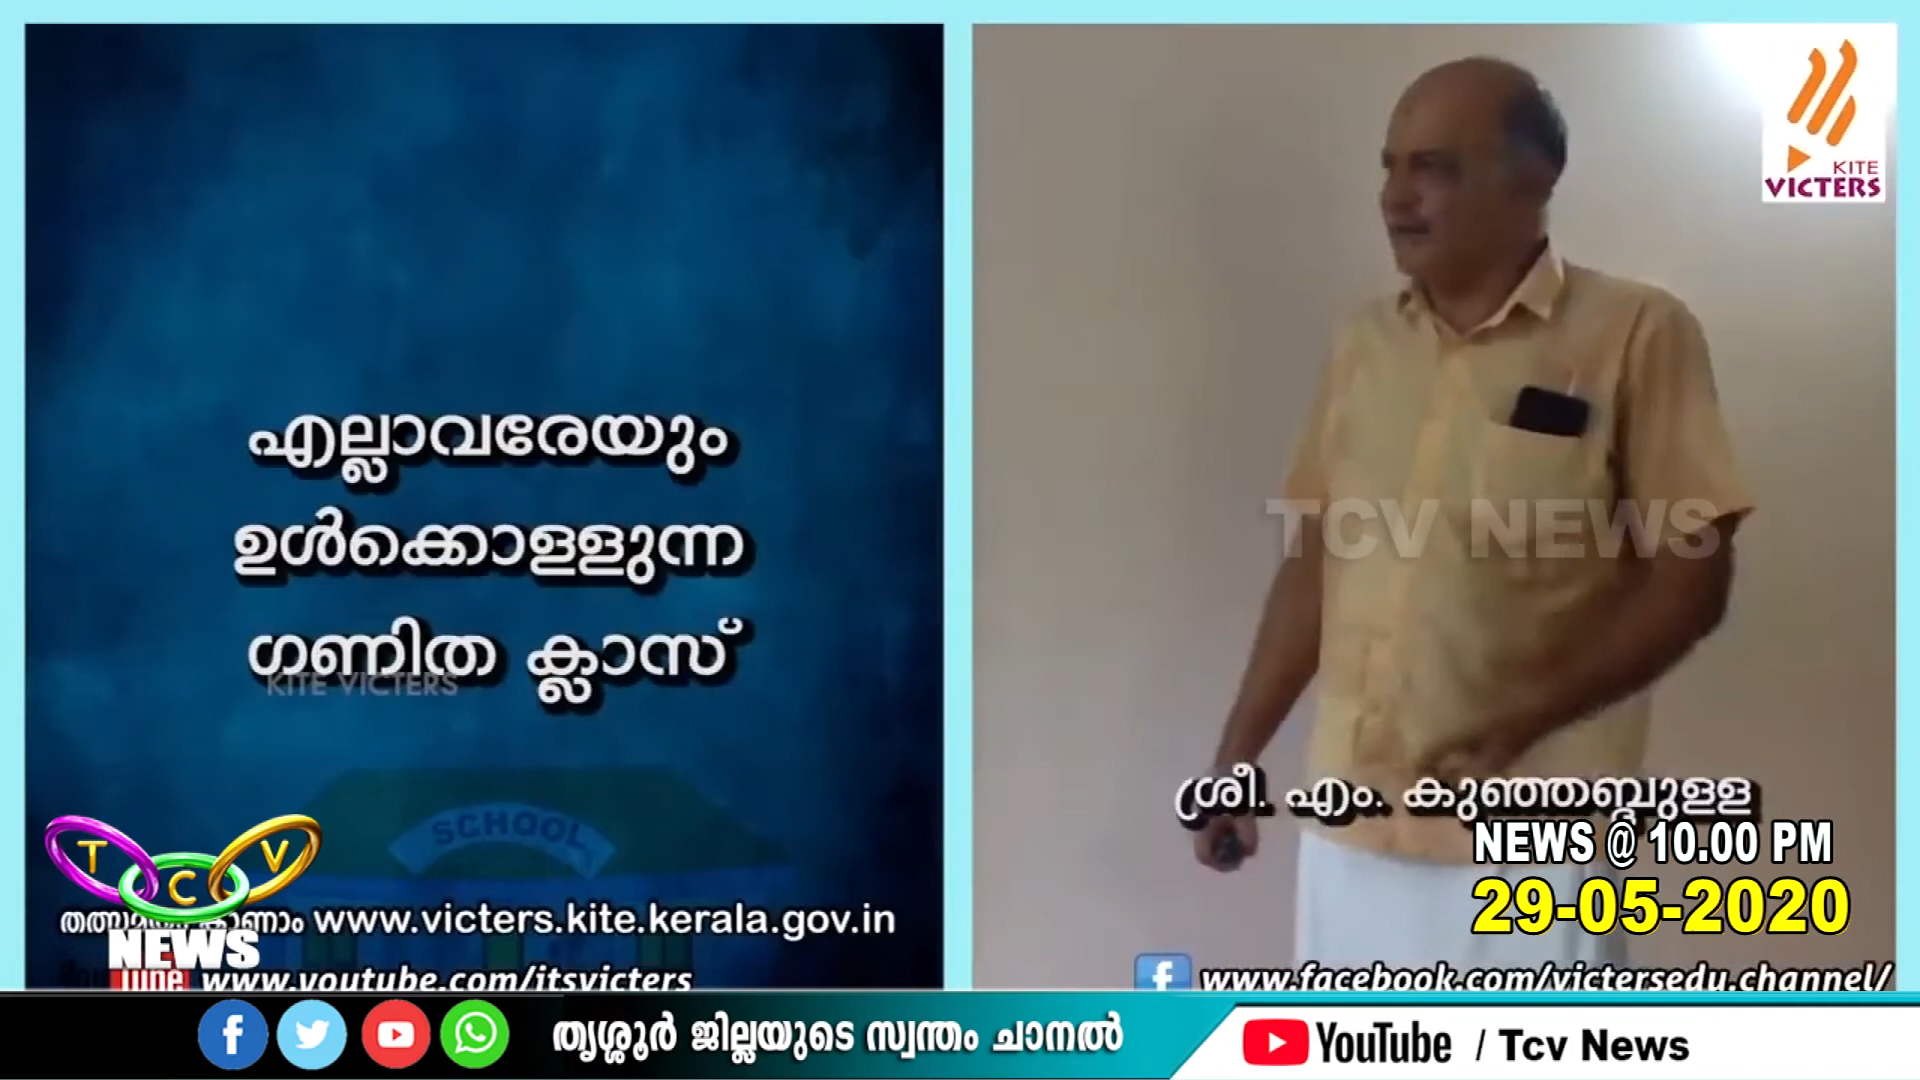 എല്ലാവരേയും
ഉൾക്കൊള്ളുന്ന
ഗണിത ക്ലാസ്
KITE VICTERS
SCHOOL
കാണാം www.victers.kite.kerala.gov.in
www.youtube.com/itsvicters
T C V
NEWS
KITE
VICTERS
TCV NEWS
ശ്രീ. എം. കുഞ്ഞബ്ദുള്ള
NEWS @ 10.00 PM
29-05-2020
www.facebook.com/victersedu.channel/
തൃശ്ശൂർ ജില്ലയുടെ സ്വന്തം ചാനൽ
YouTube / Tcv News